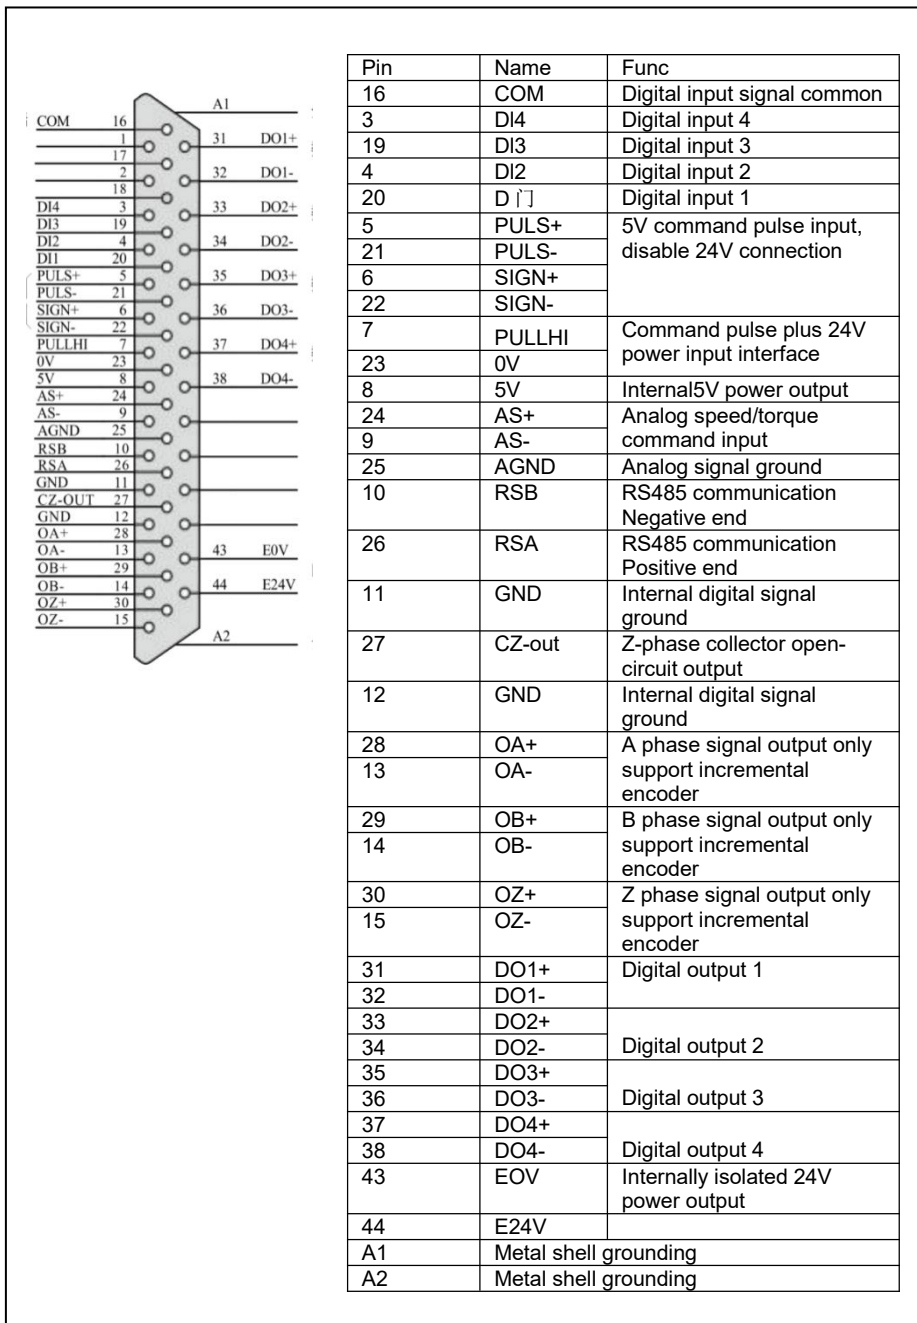 A1
COM 16
1 31 DO1+
17
2 32 DO1-
18
DI4 3 33 DO2+
DI3 19
DI2 4 34 DO2-
DI1 20
PULS+ 5 35 DO3+
PULS- 21
SIGN+ 6 36 DO3-
SIGN- 22
PULLHI 7 37 DO4+
0V 23
5V 8 38 DO4-
AS+ 24
AS- 9
AGND 25
RSB 10
RSA 26
GND 11
CZ-OUT 27
GND 12
OA+ 28
OA- 13 43 E0V
OB+ 29
OB- 14 44 E24V
OZ+ 30
OZ- 15
A2
Pin Name Func
16 COM Digital input signal common
3 DI4 Digital input 4
19 DI3 Digital input 3
4 DI2 Digital input 2
20 D门 Digital input 1
5 PULS+ 5V command pulse input,
21 PULS- disable 24V connection
6 SIGN+
22 SIGN-
7 PULLHI Command pulse plus 24V
23 0V power input interface
8 5V Internal5V power output
24 AS+ Analog speed/torque
9 AS- command input
25 AGND Analog signal ground
10 RSB RS485 communication
Negative end
26 RSA RS485 communication
Positive end
11 GND Internal digital signal
ground
27 CZ-out Z-phase collector open-
circuit output
12 GND Internal digital signal
ground
28 OA+ A phase signal output only
13 OA- support incremental
encoder
29 OB+ B phase signal output only
14 OB- support incremental
encoder
30 OZ+ Z phase signal output only
15 OZ- support incremental
encoder
31 DO1+ Digital output 1
32 DO1-
33 DO2+
34 DO2- Digital output 2
35 DO3+
36 DO3- Digital output 3
37 DO4+
38 DO4- Digital output 4
43 EOV Internally isolated 24V
power output
44 E24V
A1 Metal shell grounding
A2 Metal shell grounding